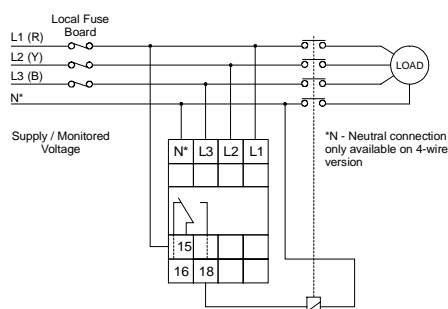 Local Fuse
Board
L1 (R)
L2 (Y)
L3 (B)
N*
LOAD
Supply / Monitored
Voltage
*N - Neutral connection
only available on 4-wire
version
N* L3 L2 L1
15
16 18